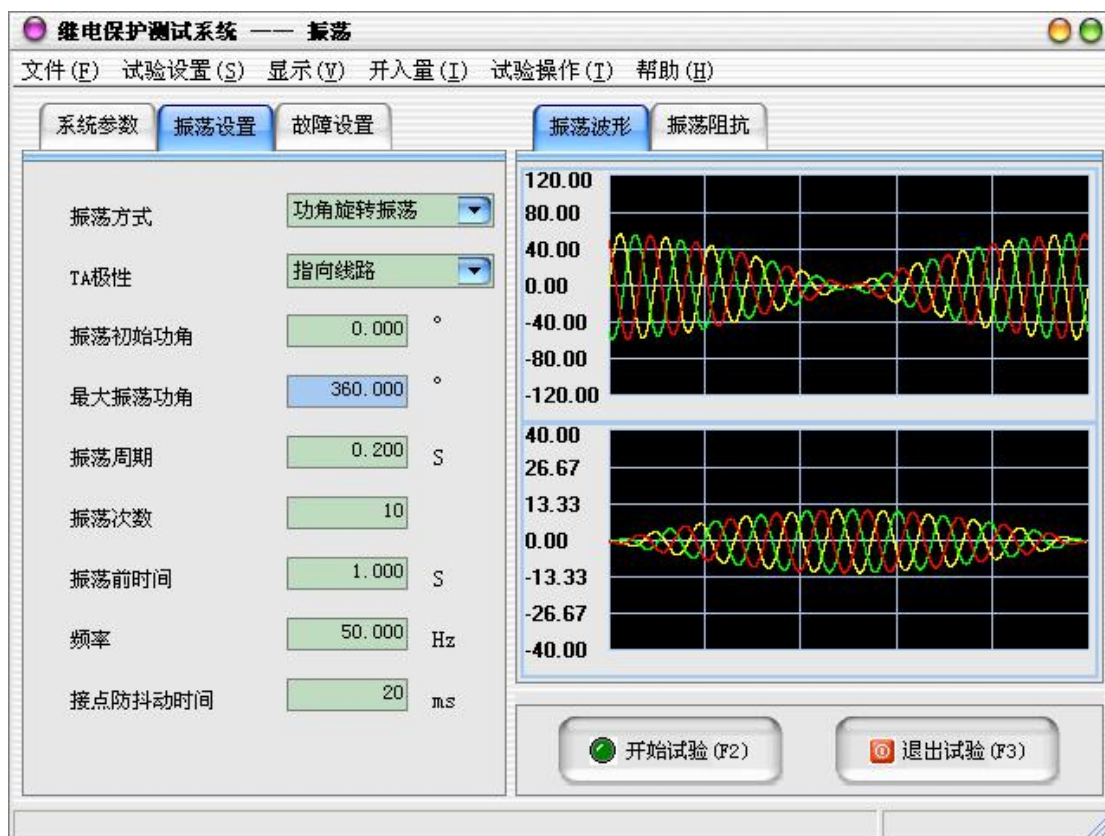 继电保护测试系统 —— 振荡
文件(F) 试验设置(S) 显示(V) 开入量(I) 试验操作(T) 帮助(H)
系统参数 振荡设置 故障设置
振荡方式 功角旋转振荡
TA极性 指向线路
振荡初始功角 0.000 °
最大振荡功角 360.000 °
振荡周期 0.200 S
振荡次数 10
振荡前时间 1.000 S
频率 50.000 Hz
接点防抖动时间 20 ms
振荡波形 振荡阻抗
120.00
80.00
40.00
0.00
-40.00
-80.00
-120.00
40.00
26.67
13.33
0.00
-13.33
-26.67
-40.00
开始试验(F2) 退出试验(F3)